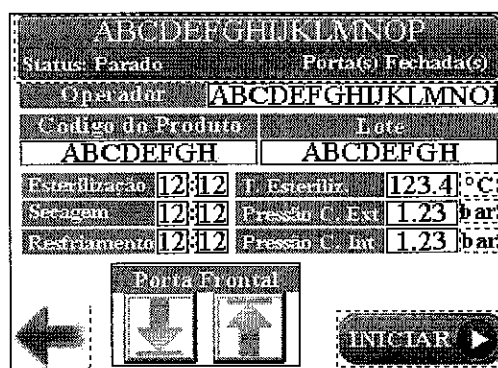 ABCDEFGHIJKLMNOP
Status: Parado Porta(s) Fechada(s)
Operador ABCDEFGHIJKLMNOP
Codigo do Produto Lote
ABCDEFGH ABCDEFGH
Esterilização 12:12 T. Esteriliz 123.4 °C
Secagem 12:12 Pressão C. Ext 1.23 bar
Resfriamento 12:12 Pressão C. Int 1.23 bar
Porta Frontal
INICIAR